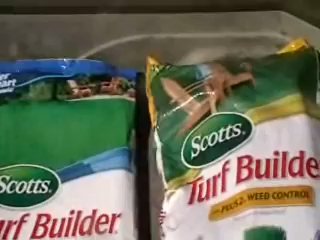 Scotts
Turf Builder
Scotts
Turf Builde
PLUS 2 WEED CONTROL